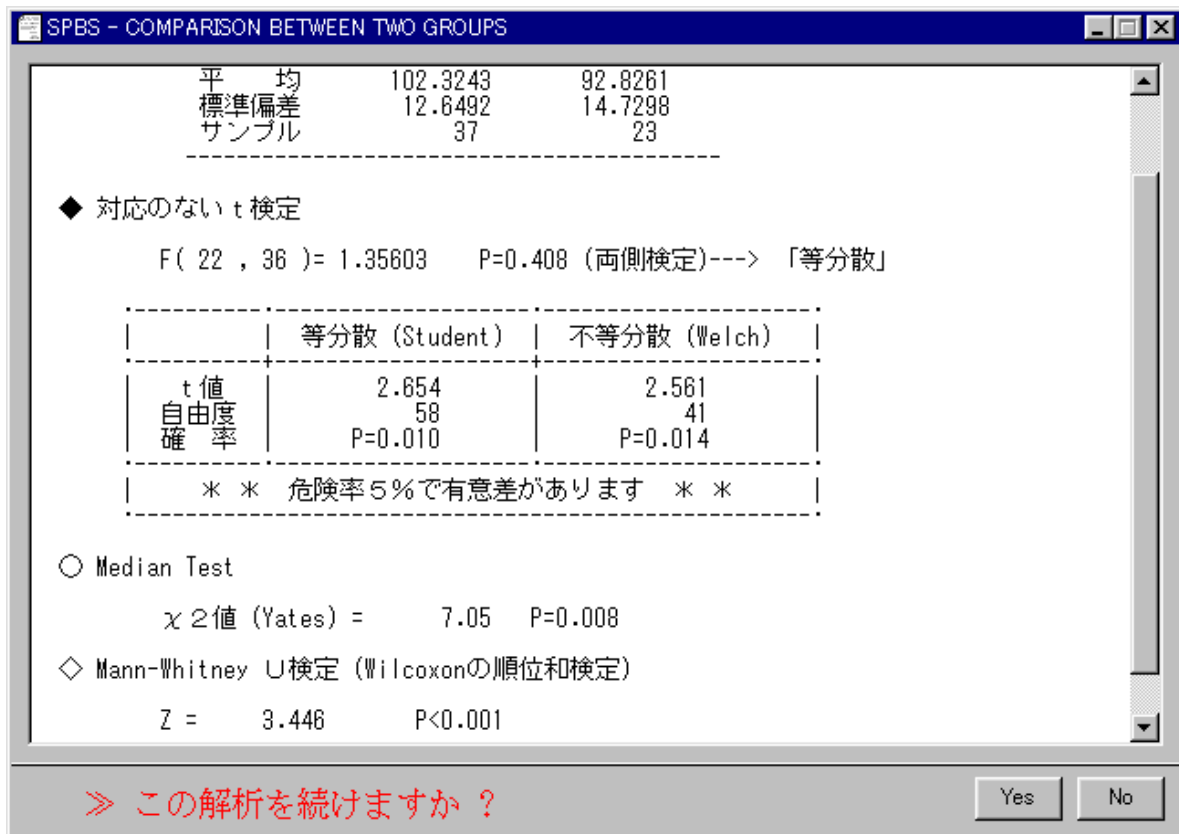 SPBS - COMPARISON BETWEEN TWO GROUPS
平 均 102.3243 92.8261
標準偏差 12.6492 14.7298
サンプル 37 23
◆ 対応のないｔ検定
F( 22 , 36 )= 1.35603 P=0.408 (両側検定)---> 「等分散」
等分散 (Student) | 不等分散 (Welch)
ｔ値 2.654 2.561
自由度 58 41
確 率 P=0.010 P=0.014
＊＊ 危険率５％で有意差があります ＊＊
○ Median Test
χ２値 (Yates) = 7.05 P=0.008
◇ Mann-Whitney Ｕ検定 (Wilcoxonの順位和検定)
Z = 3.446 P<0.001
≫ この解析を続けますか ？
Yes No